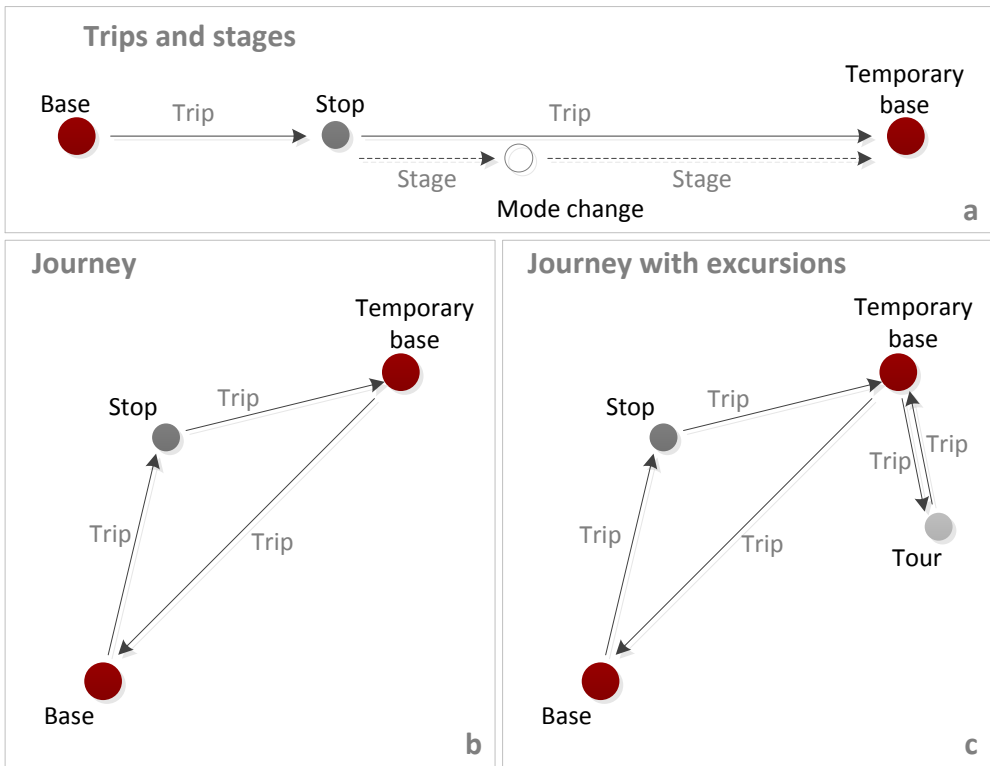 Trips and stages
Temporary
base
Base
Stop
Trip
Trip
Stage
Stage
Mode change
a
Journey
Temporary
base
Trip
Stop
Trip
Trip
Base
b
Journey with excursions
Temporary
base
Trip
Stop
Trip
Trip
Trip
Trip
Tour
Base
c